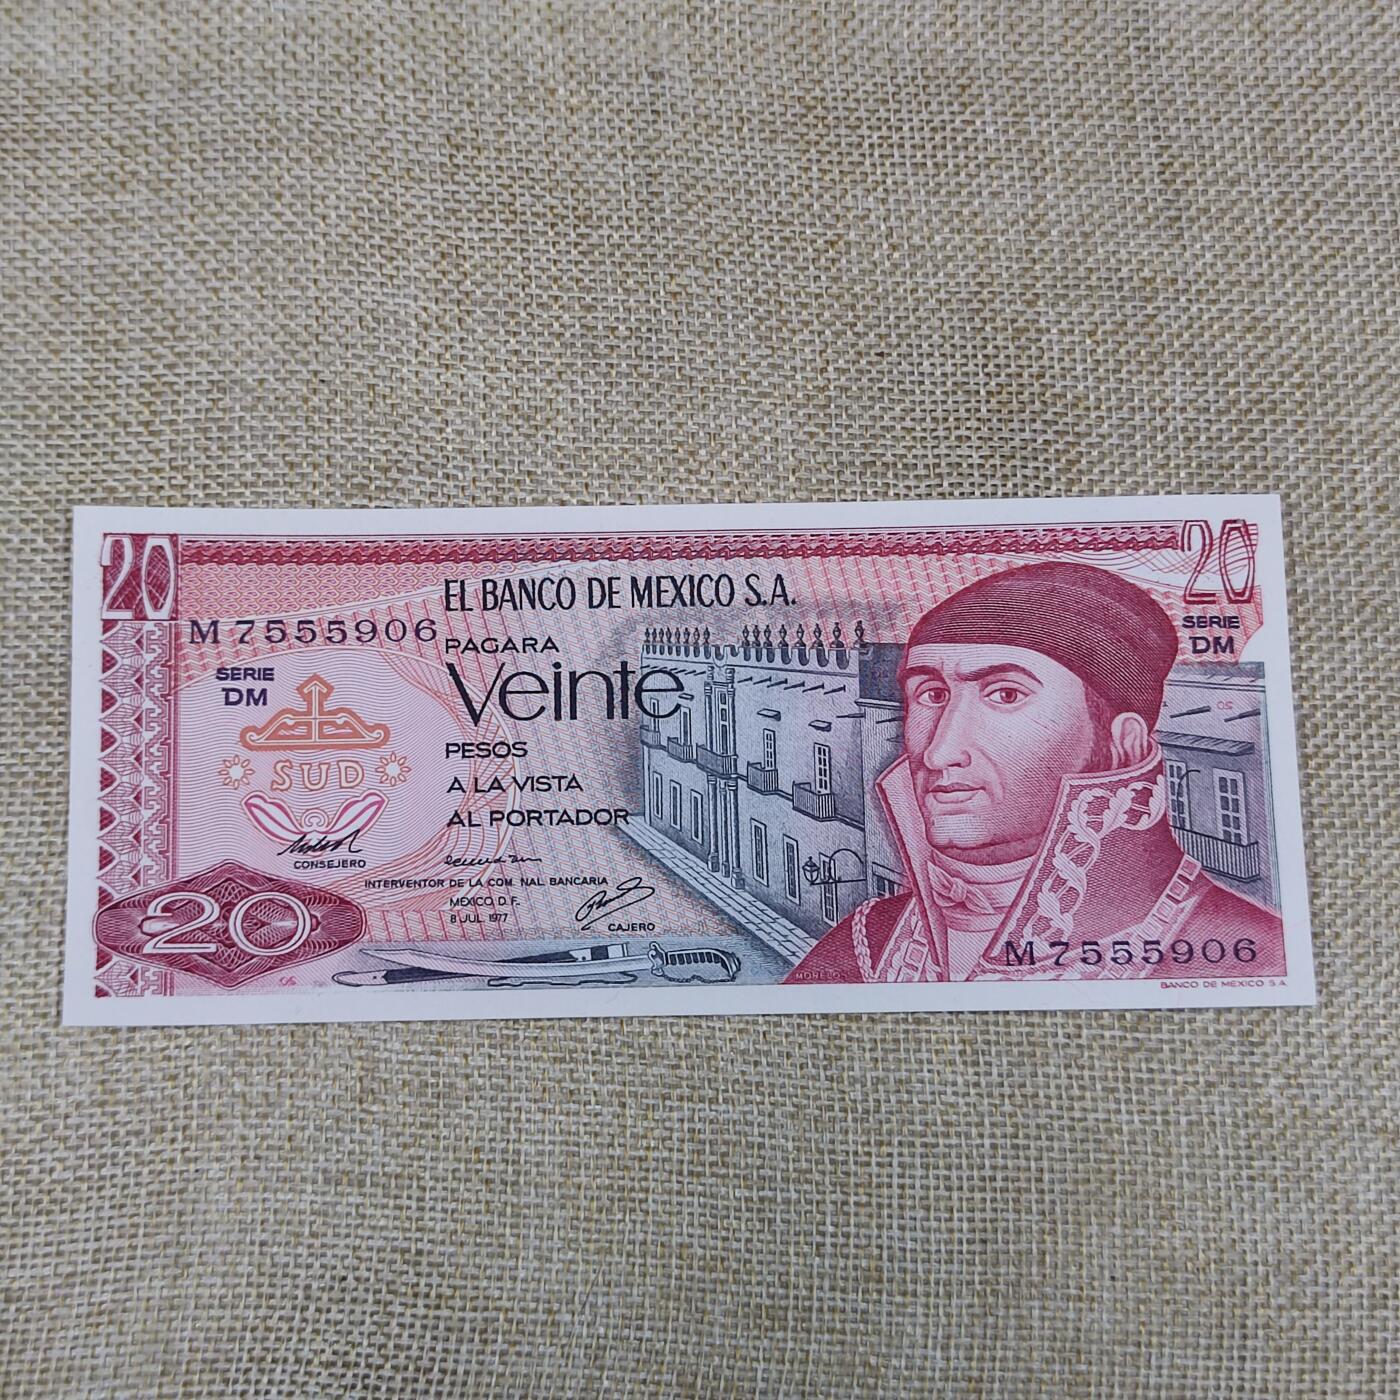 20
20
EL BANCO DE MEXICO S.A.
M 7555906
PAGARA
SERIE
DM
SERIE
DM
Veinte
PESOS
SUD
A LA VISTA
AL PORTADOR
CONSEJERO
INTERVENTOR DE LA COM. NAL. BANCARIA
MEXICO, D. F.
8 JUL. 1977
CAJERO
20
M 7555906
MORELOS
BANCO DE MEXICO S.A.